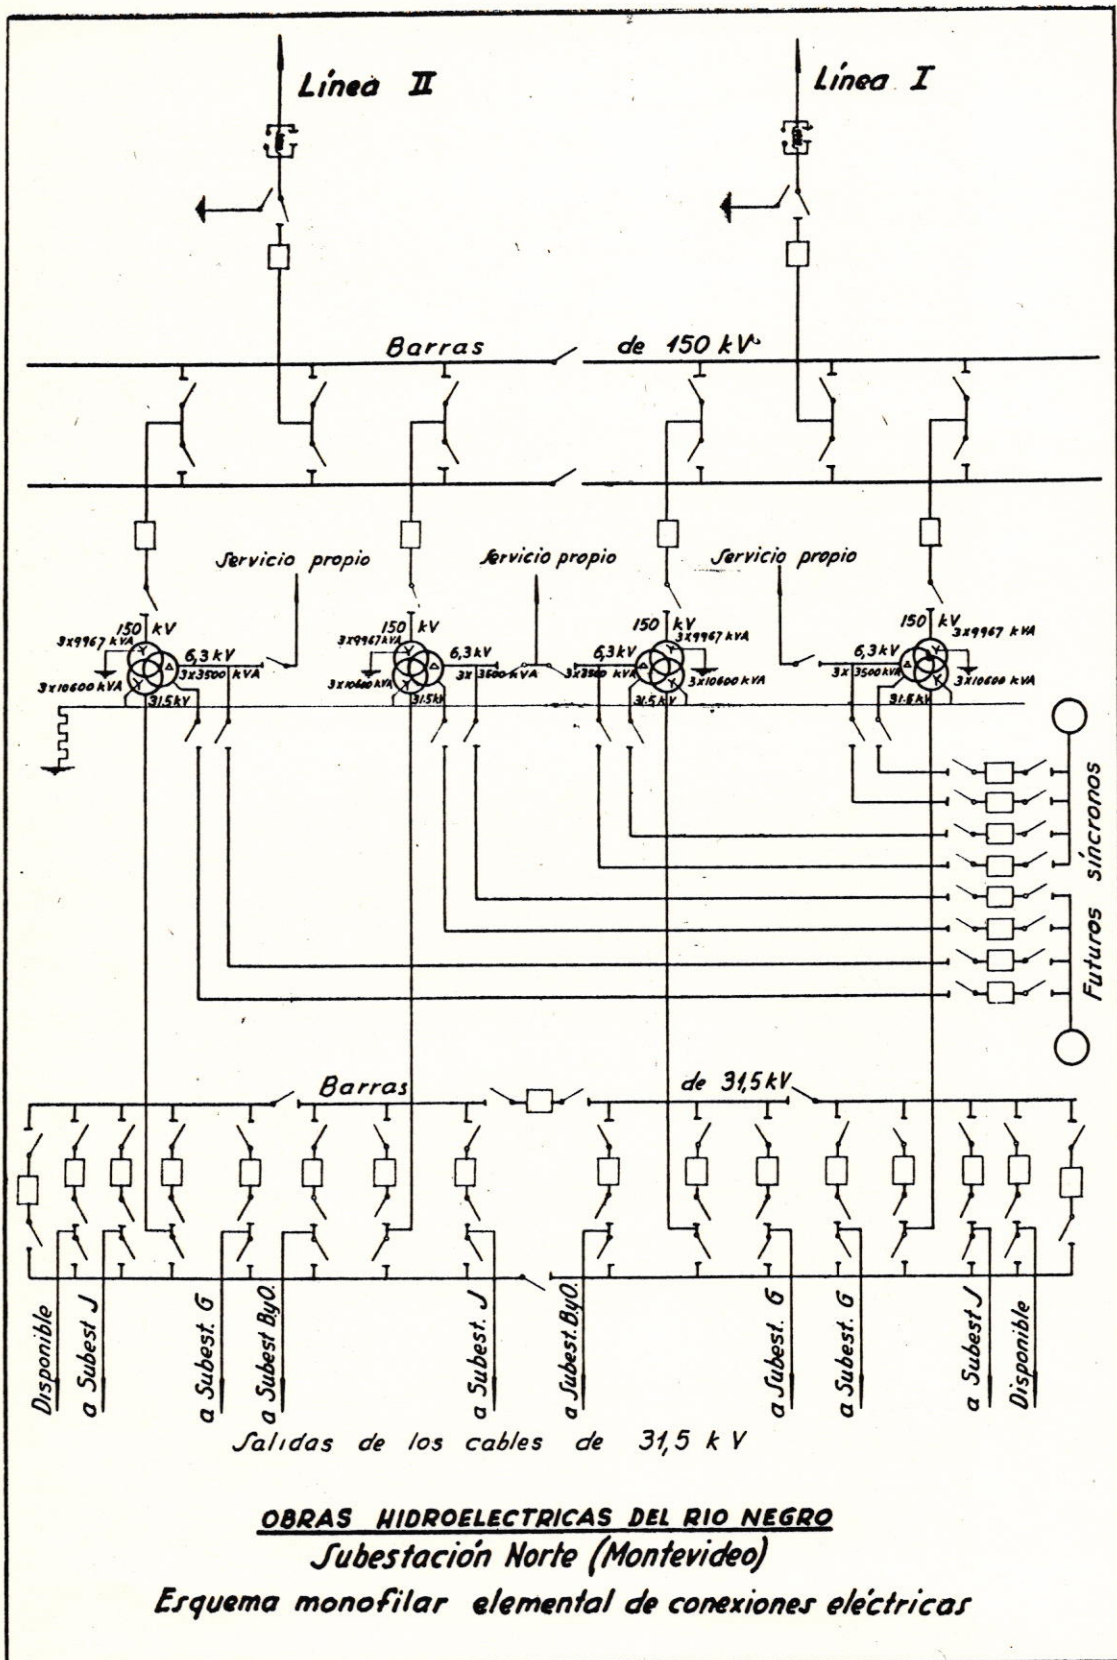 Línea II
Línea I
Barras de 150 kV
Servicio propio
Servicio propio
Servicio propio
150 kV
3x9967 kVA
6,3 kV
3x3500 kVA
3x10600 kVA
31.5 kV
150 kV
3x9967 kVA
6,3 kV
3x3500 kVA
3x10600 kVA
31.5 kV
150 kV
3x9967 kVA
6,3 kV
3x3500 kVA
3x10600 kVA
31.5 kV
150 kV
3x9967 kVA
6,3 kV
3x3500 kVA
3x10600 kVA
31.5 kV
Futuros síncronos
Barras de 31,5 kV
Disponible
a Subest J
a Subest. G
a Subest ByO.
a Subest. J
a Subest. ByO.
a Subest. G
a Subest. G
a Subest J
Disponible
Salidas de los cables de 31,5 kV
OBRAS HIDROELECTRICAS DEL RIO NEGRO
Subestación Norte (Montevideo)
Esquema monofilar elemental de conexiones eléctricas